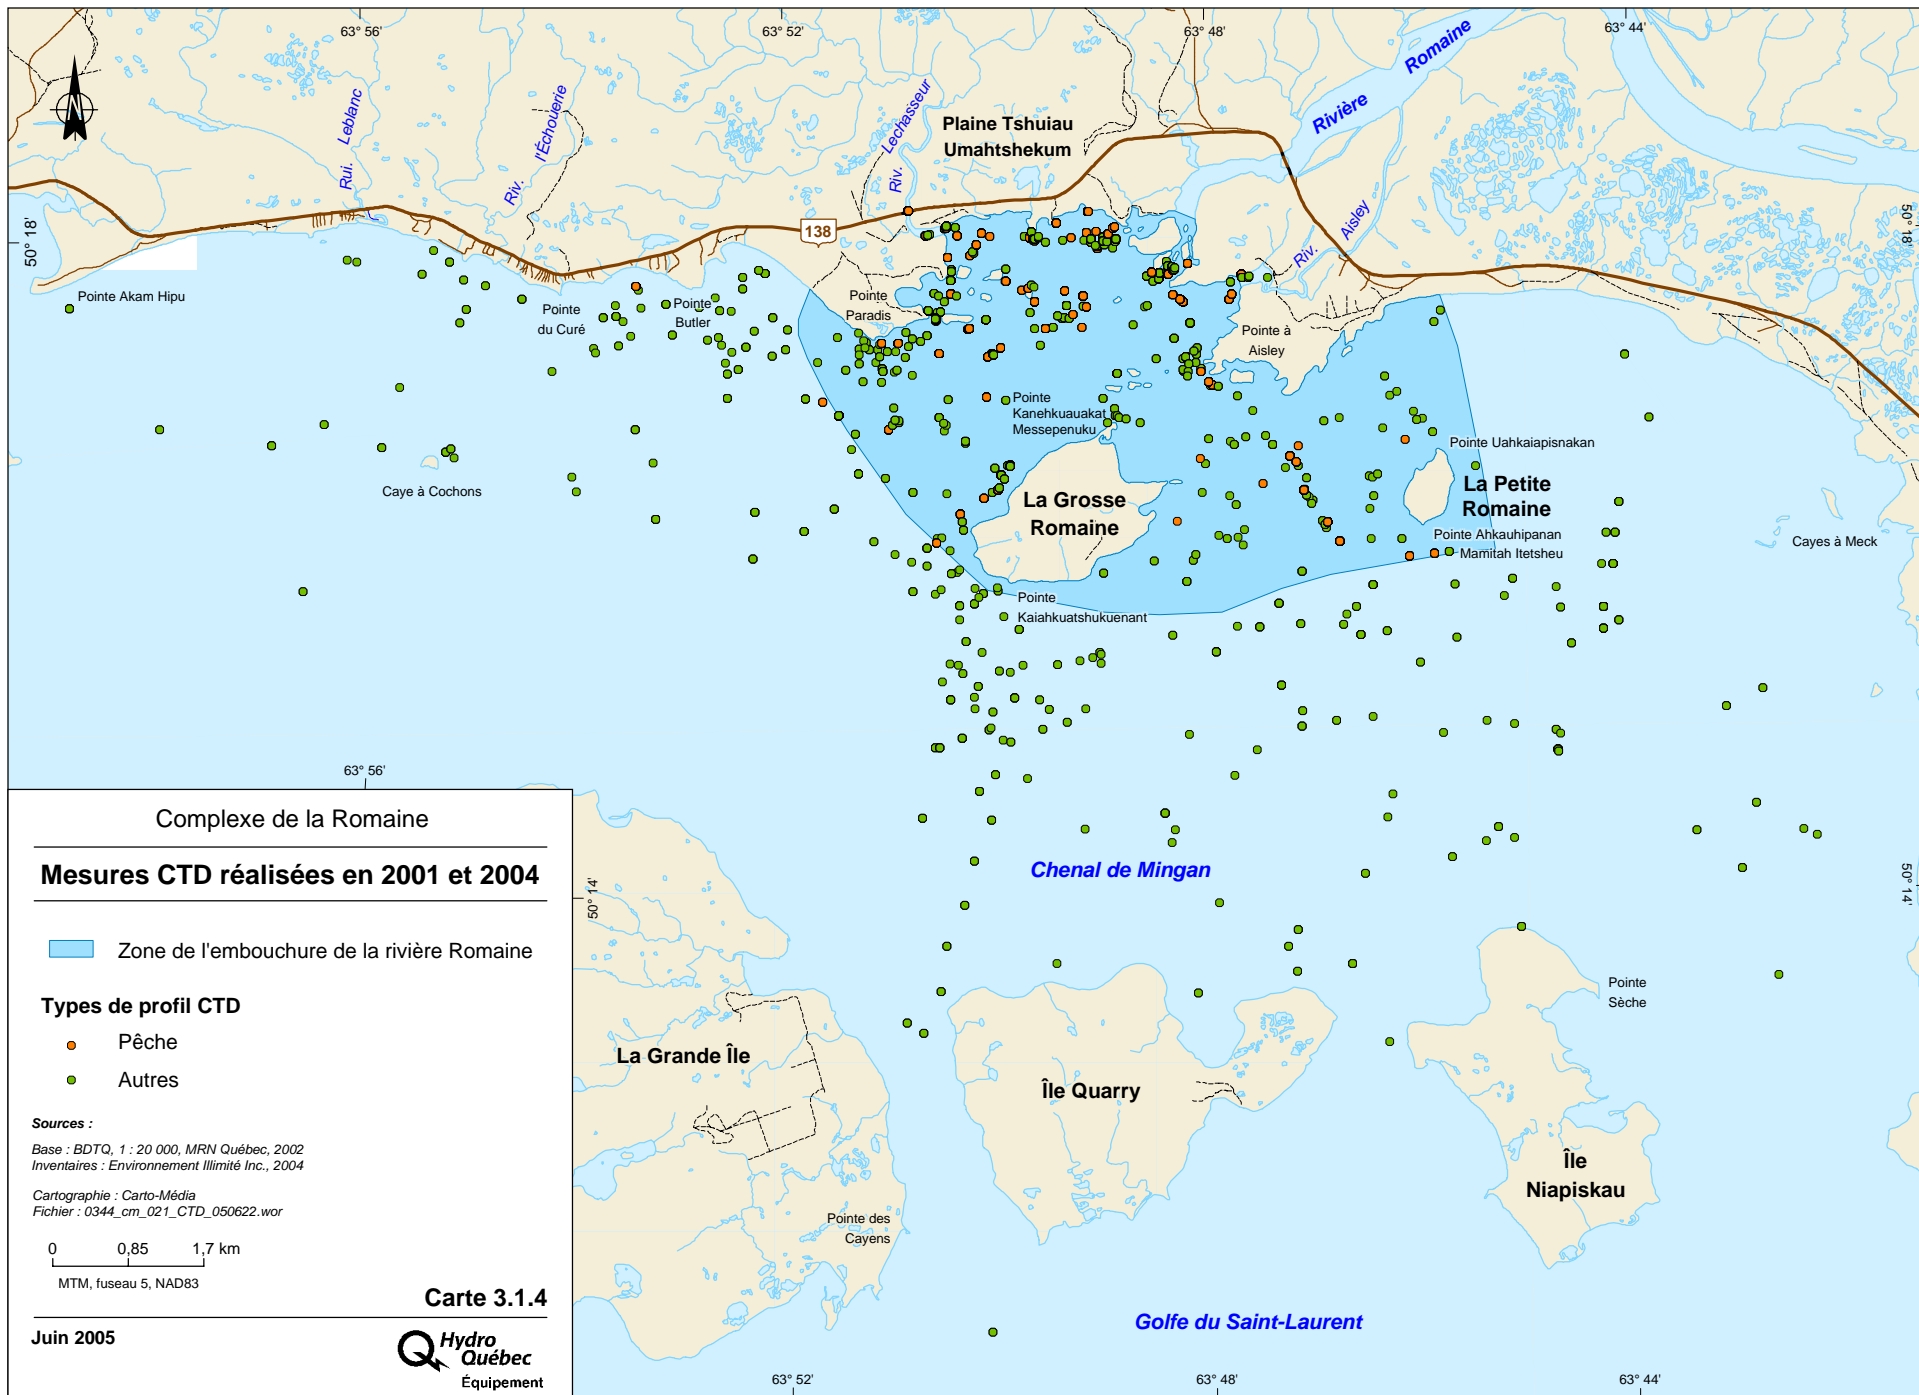 63° 56'
63° 52'
63° 48'
63° 44'
N
Rui. Leblanc
Riv. l'Échouerie
Riv. Lechasseur
Plaine Tshuiau
Umahtshekum
Rivière Romaine
Riv. Aisley
50° 18'
50° 18'
138
Pointe Akam Hipu
Pointe
du Curé
Pointe
Butler
Pointe
Paradis
Pointe à
Aisley
Pointe
Kanehkuauakat
Messepenuku
Pointe Uahkaiapisnakan
Caye à Cochons
La Grosse
Romaine
La Petite
Romaine
Pointe Ahkauhipanan
Mamitah Itetsheu
Cayes à Meck
Pointe
Kaiahkuatshukuenant
63° 56'
Complexe de la Romaine
Mesures CTD réalisées en 2001 et 2004
Zone de l'embouchure de la rivière Romaine
Types de profil CTD
Pêche
Autres
Sources :
Base : BDTQ, 1 : 20 000, MRN Québec, 2002
Inventaires : Environnement Illimité Inc., 2004
Cartographie : Carto-Média
Fichier : 0344_cm_021_CTD_050622.wor
0 0,85 1,7 km
MTM, fuseau 5, NAD83
Carte 3.1.4
Juin 2005
Hydro
Québec
Équipement
50° 14'
50° 14'
Chenal de Mingan
Pointe
Sèche
La Grande Île
Île Quarry
Île
Niapiskau
Pointe des
Cayens
Golfe du Saint-Laurent
63° 52'
63° 48'
63° 44'